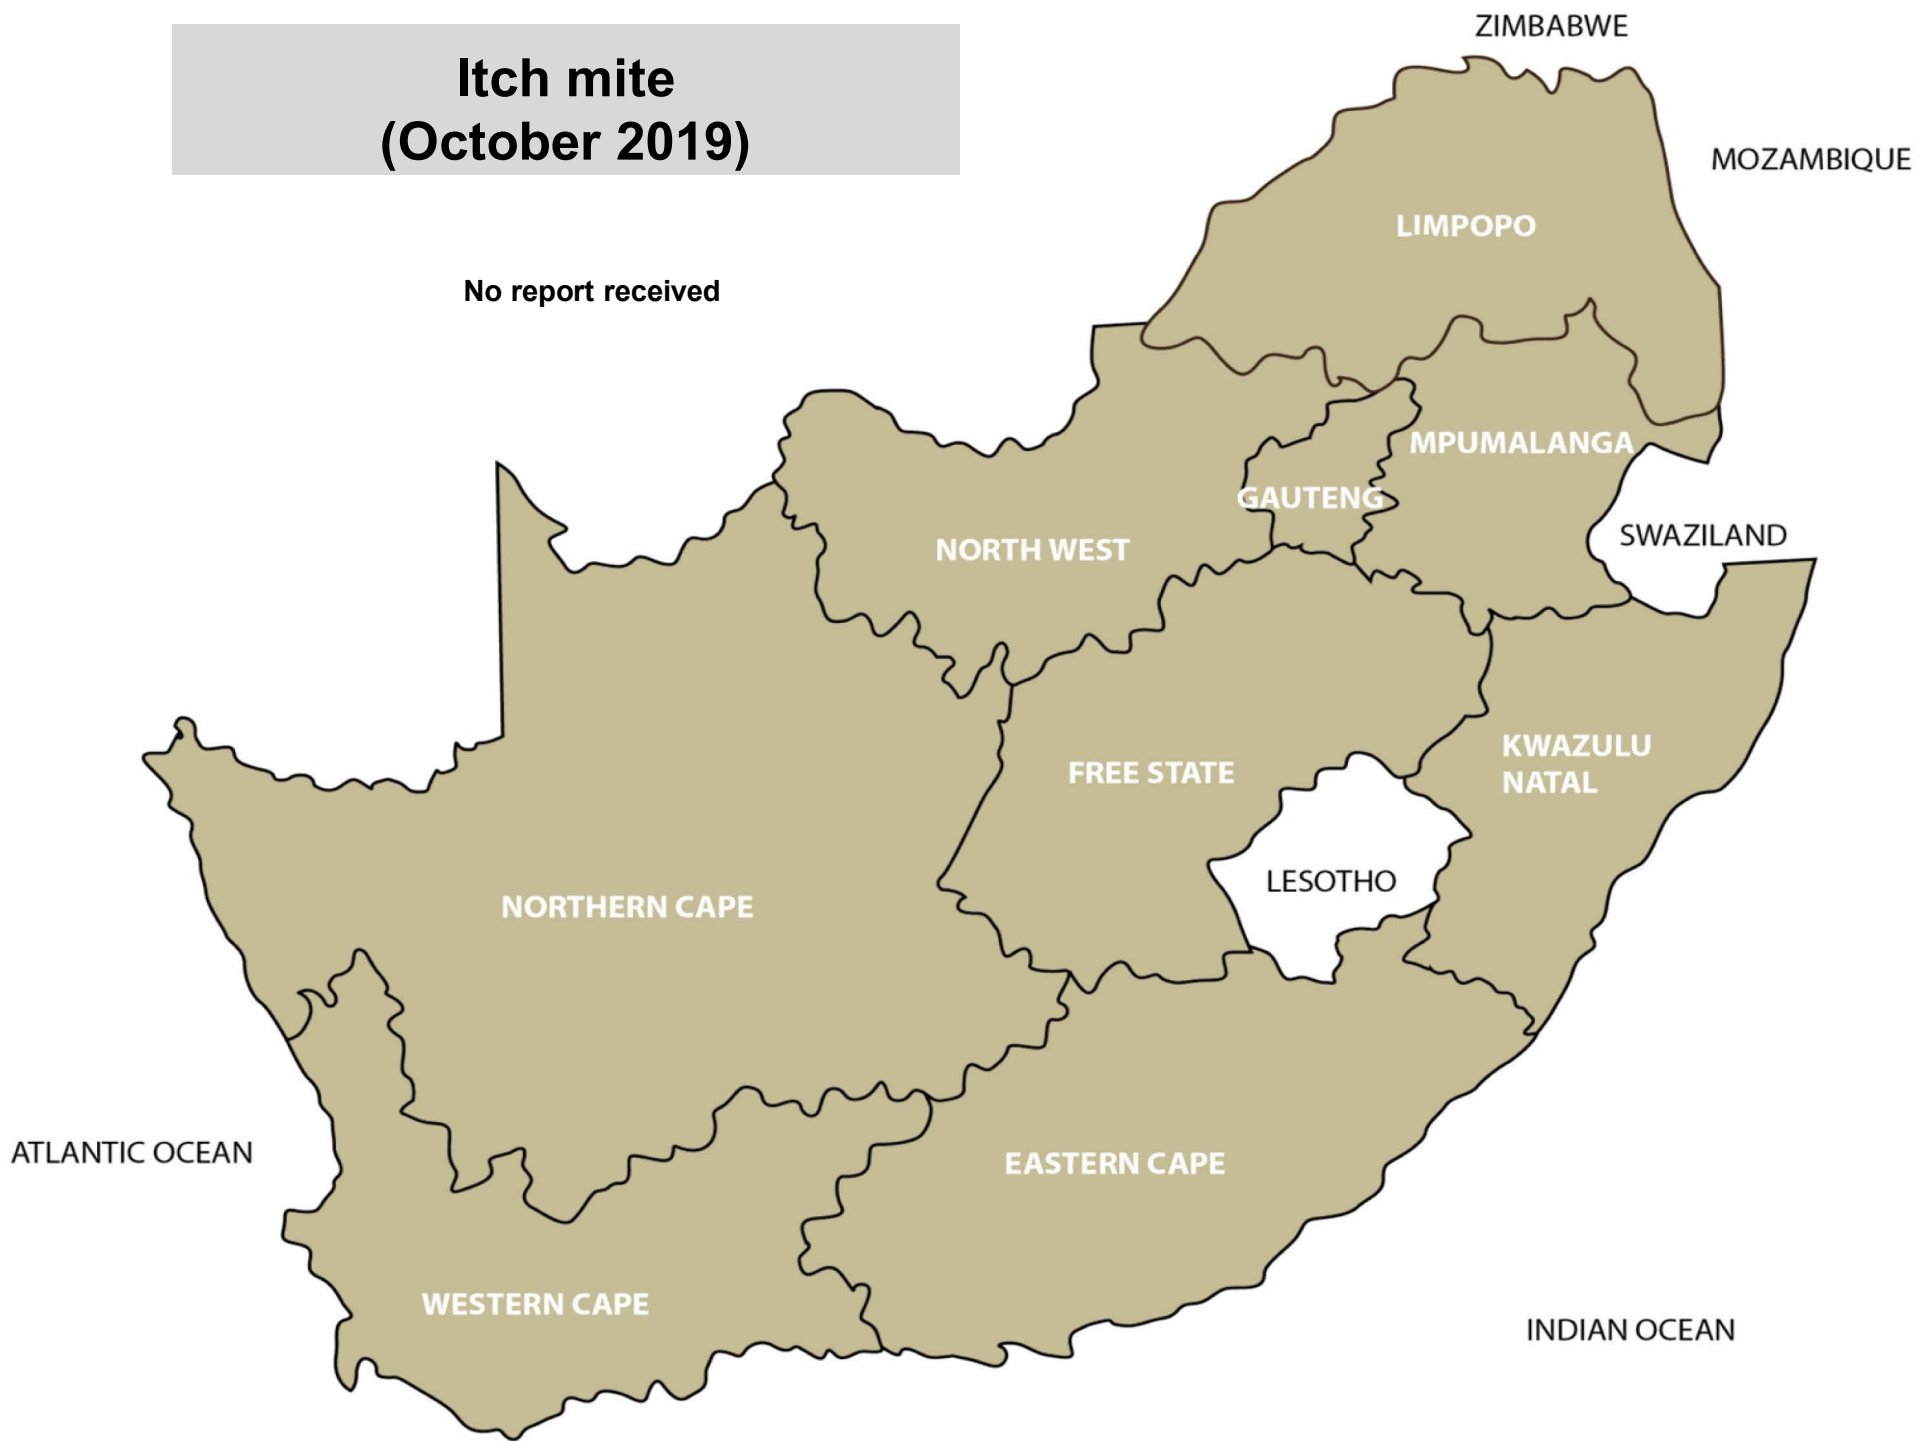 Itch mite
(October 2019)
ZIMBABWE
MOZAMBIQUE
LIMPOPO
No report received
MPUMALANGA
GAUTENG
SWAZILAND
NORTH WEST
KWAZULU
NATAL
FREE STATE
LESOTHO
NORTHERN CAPE
ATLANTIC OCEAN
EASTERN CAPE
WESTERN CAPE
INDIAN OCEAN